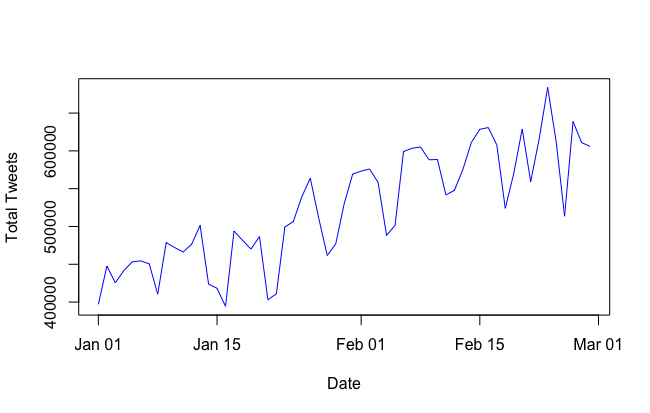 Total Tweets
600000
500000
400000
Jan 01
Jan 15
Feb 01
Feb 15
Mar 01
Date